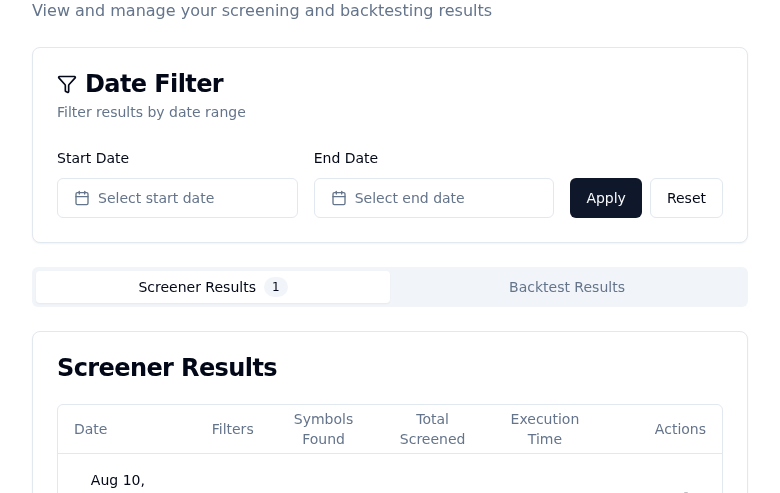 View and manage your screening and backtesting results
Date Filter
Filter results by date range
Start Date
End Date
Select start date
Select end date
Apply
Reset
Screener Results 1
Backtest Results
Screener Results
Date
Filters
Symbols
Found
Total
Screened
Execution
Time
Actions
Aug 10,